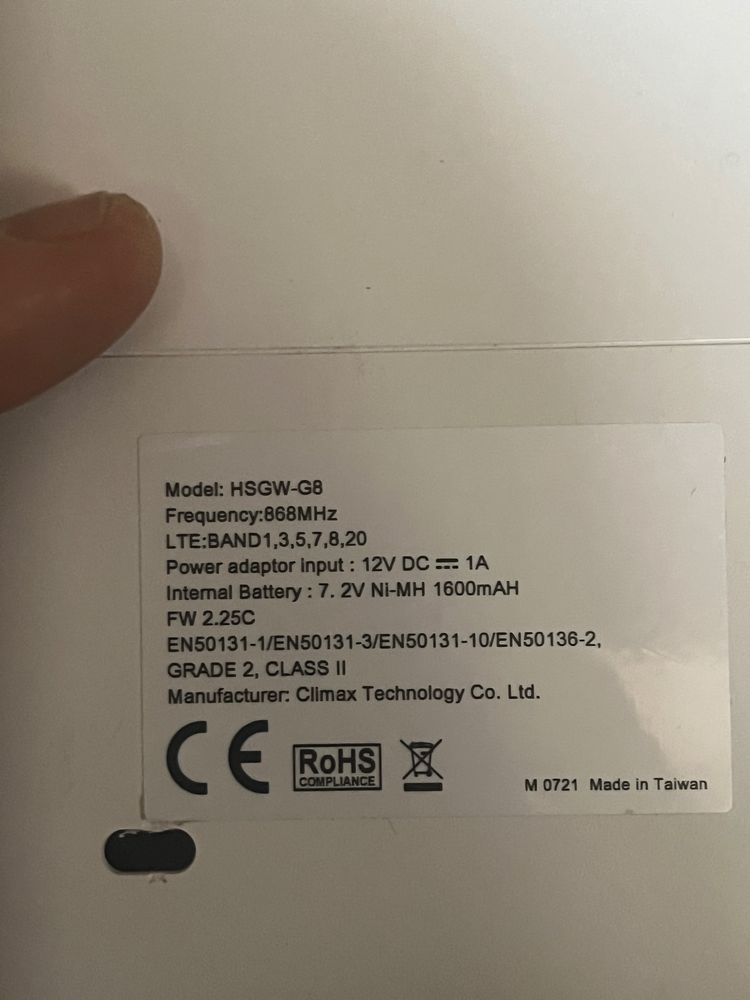 Model: HSGW-G8
Frequency:868MHz
LTE:BAND1,3,5,7,8,20
Power adaptor input : 12V DC ⎓ 1A
Internal Battery : 7. 2V Ni-MH 1600mAH
FW 2.25C
EN50131-1/EN50131-3/EN50131-10/EN50136-2,
GRADE 2, CLASS II
Manufacturer: Climax Technology Co. Ltd.
CE
RoHS
COMPLIANCE
M 0721 Made in Taiwan